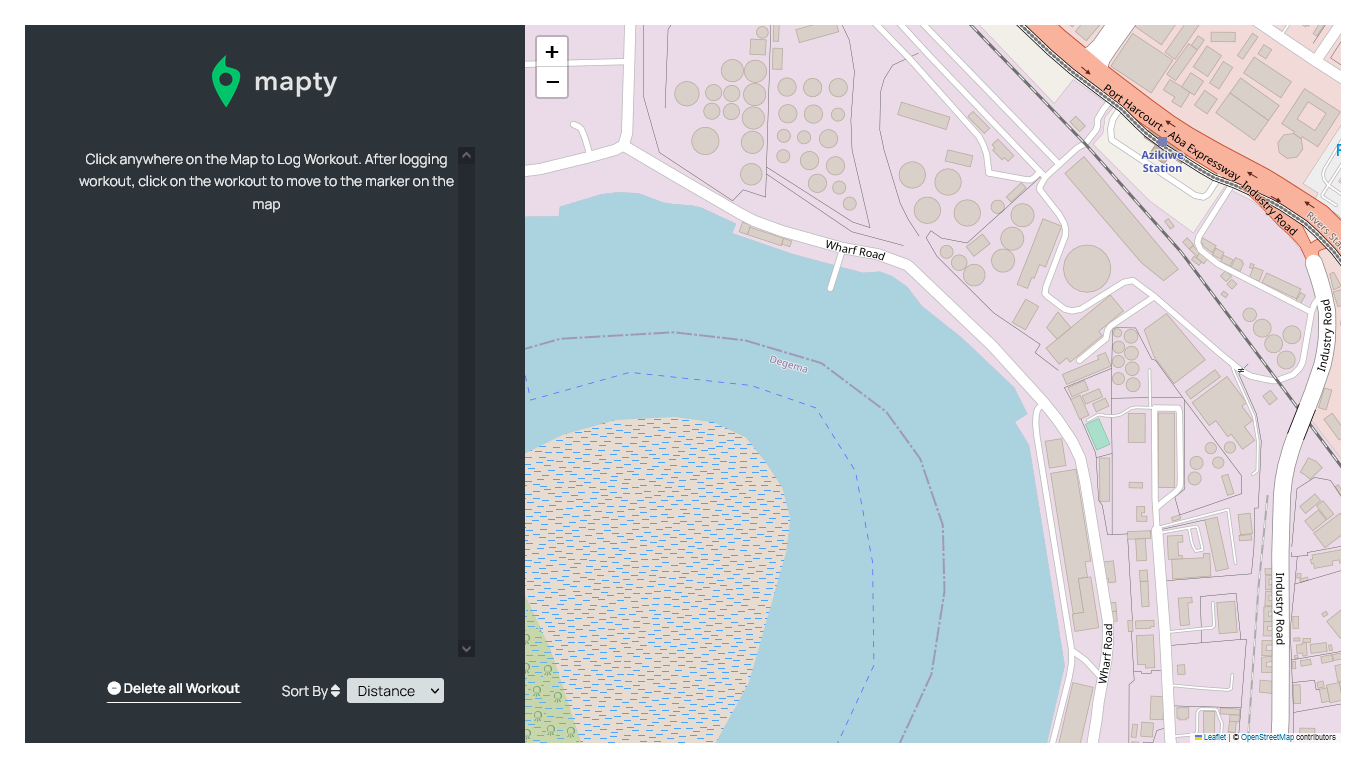 mapty
Click anywhere on the Map to Log Workout. After logging
workout, click on the workout to move to the marker on the
map
Delete all Workout
Sort By
Distance
+
−
Port Harcourt - Aba Expressway
Industry Road
Azikiwe
Station
Wharf Road
Degema
Industry Road
Industry Road
Wharf Road
Leaflet | © OpenStreetMap contributors